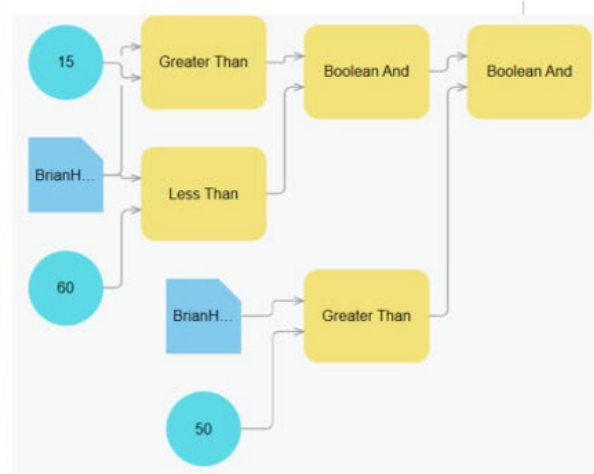 15
Greater Than
Boolean And
Boolean And
BrianH...
Less Than
60
BrianH...
Greater Than
50